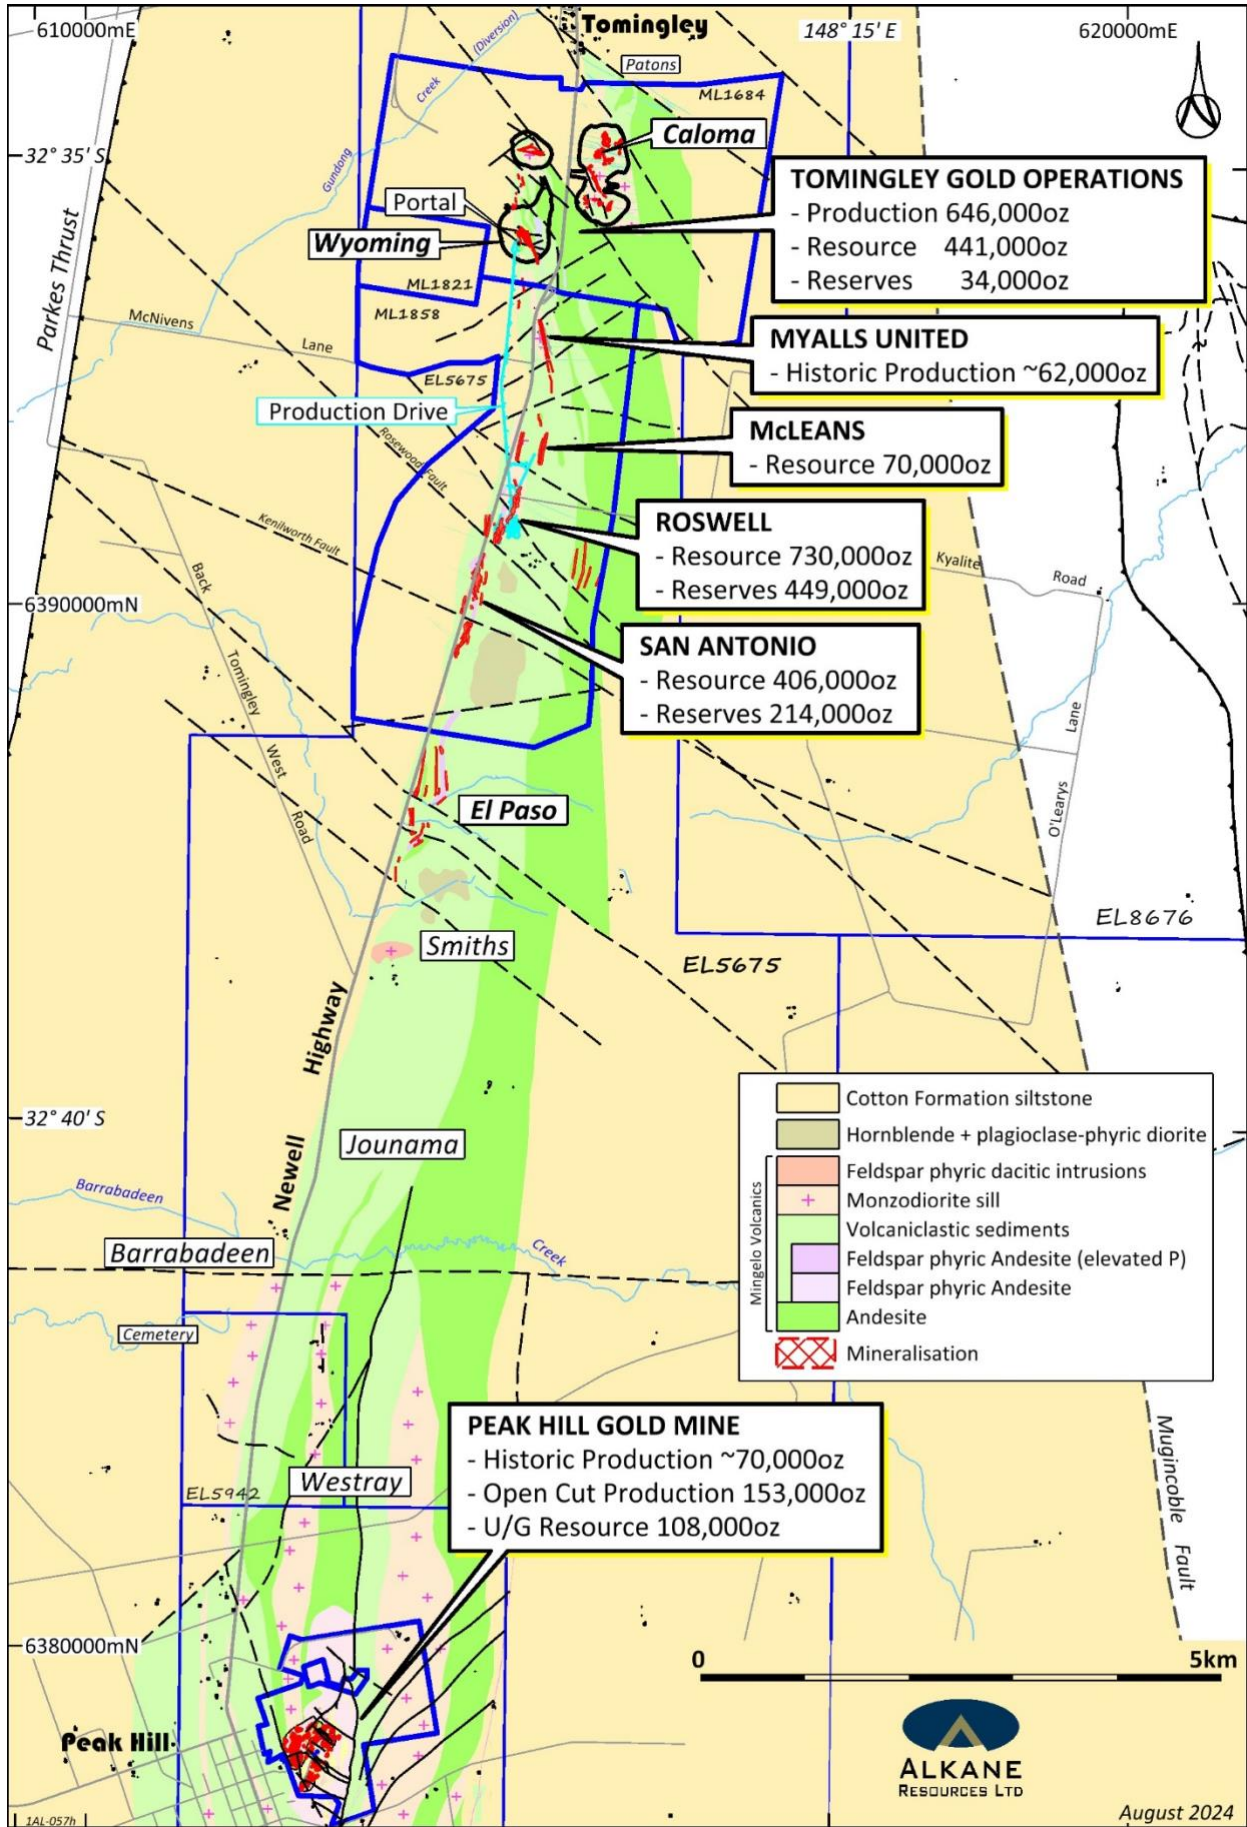 610000mE
Tomingley
148° 15' E
620000mE
Patons
(Diversion)
Creek
Gundong
ML1684
Caloma
32° 35' S
TOMINGLEY GOLD OPERATIONS
- Production 646,000oz
- Resource 441,000oz
- Reserves 34,000oz
Portal
Wyoming
Parkes Thrust
ML1821
ML1858
McNivens
Lane
MYALLS UNITED
- Historic Production ~62,000oz
EL5675
Production Drive
McLEANS
- Resource 70,000oz
Rosewood Fault
Kenilworth Fault
ROSWELL
- Resource 730,000oz
- Reserves 449,000oz
Kyalite
Road
6390000mN
Back
Tomingley
West
Road
SAN ANTONIO
- Resource 406,000oz
- Reserves 214,000oz
Lane
O'Learys
El Paso
EL8676
Smiths
EL5675
Highway
Newell
32° 40' S
Jounama
Cotton Formation siltstone
Hornblende + plagioclase-phyric diorite
Mingelo Volcanics
Feldspar phyric dacitic intrusions
Monzodiorite sill
Volcaniclastic sediments
Feldspar phyric Andesite (elevated P)
Feldspar phyric Andesite
Andesite
Mineralisation
Barrabadeen
Creek
Barrabadeen
Cemetery
PEAK HILL GOLD MINE
- Historic Production ~70,000oz
- Open Cut Production 153,000oz
- U/G Resource 108,000oz
Westray
EL5942
Mugincoble
Fault
6380000mN
0
5km
Peak Hill
ALKANE
RESOURCES LTD
1AL-057h
August 2024